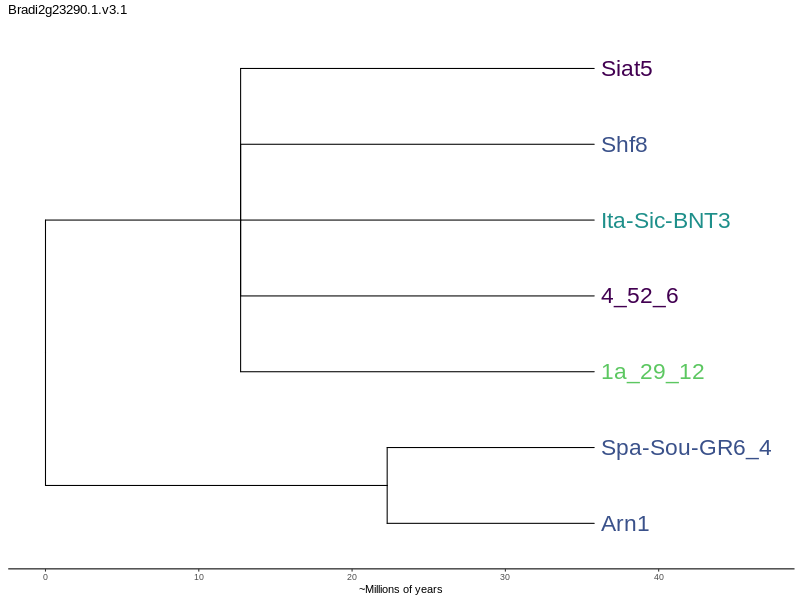 Bradi2g23290.1.v3.1
Siat5
Shf8
Ita-Sic-BNT3
4_52_6
1a_29_12
Spa-Sou-GR6_4
Arn1
0 10 20 30 40
~Millions of years